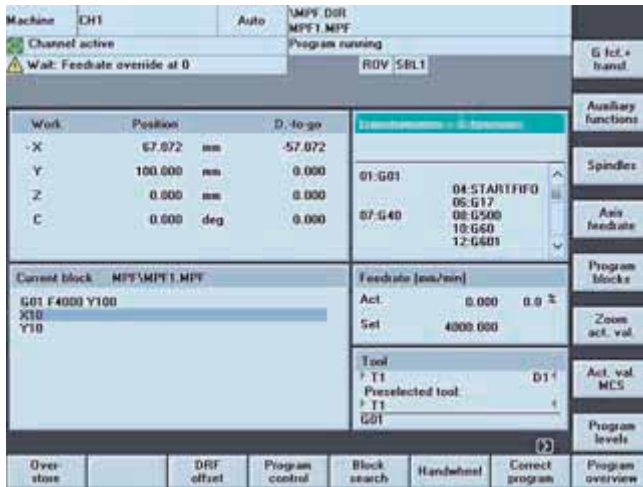 Machine CH1 Auto \MPF.DIR
MPF1.MPF
Channel active Program running
Wait: Feedrate override at 0 ROV SBL1
G fct.+
transf.
Auxiliary
functions
Spindles
Axis
feedrate
Program
blocks
Zoom
act. val.
Act. val.
MCS
Program
levels
Work Position D.-to-go
-X 67.072 mm -57.072
Y 100.000 mm 0.000
Z 0.000 mm 0.000
C 0.000 deg 0.000
01:G01
04:STARTFIFO
06:G17
07:G40 08:G500
10:G60
12:G601
Current block MPF\MPF1.MPF
G01 F4000 Y100
X10
Y10
Feedrate [mm/min]
Act. 0.000 0.0 %
Set 4000.000
Tool
T1 D1
Preselected tool:
T1
G01
Over-
store
DRF
offset
Program
control
Block
search
Handwheel
Correct
program
Program
overview